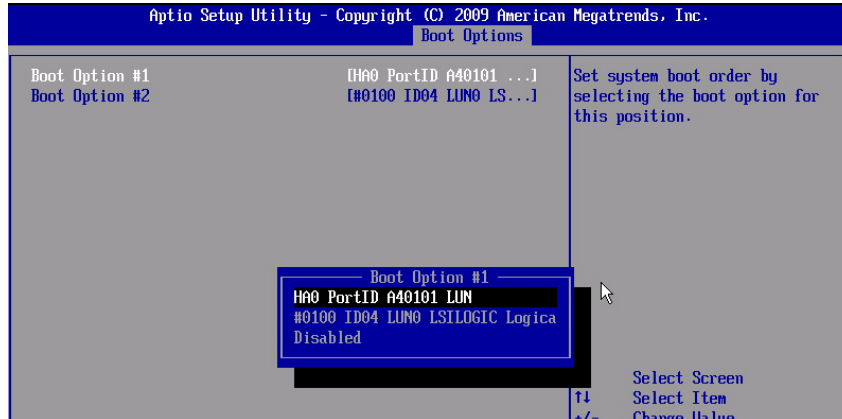 Aptio Setup Utility - Copyright (C) 2009 American Megatrends, Inc.
Boot Options
Boot Option #1 [HA0 PortID A40101 ...]
Boot Option #2 [#0100 ID04 LUN0 LS...]
Set system boot order by
selecting the boot option for
this position.
Boot Option #1
HA0 PortID A40101 LUN
#0100 ID04 LUN0 LSILOGIC Logica
Disabled
Select Screen
↑↓ Select Item
+/- Change Value